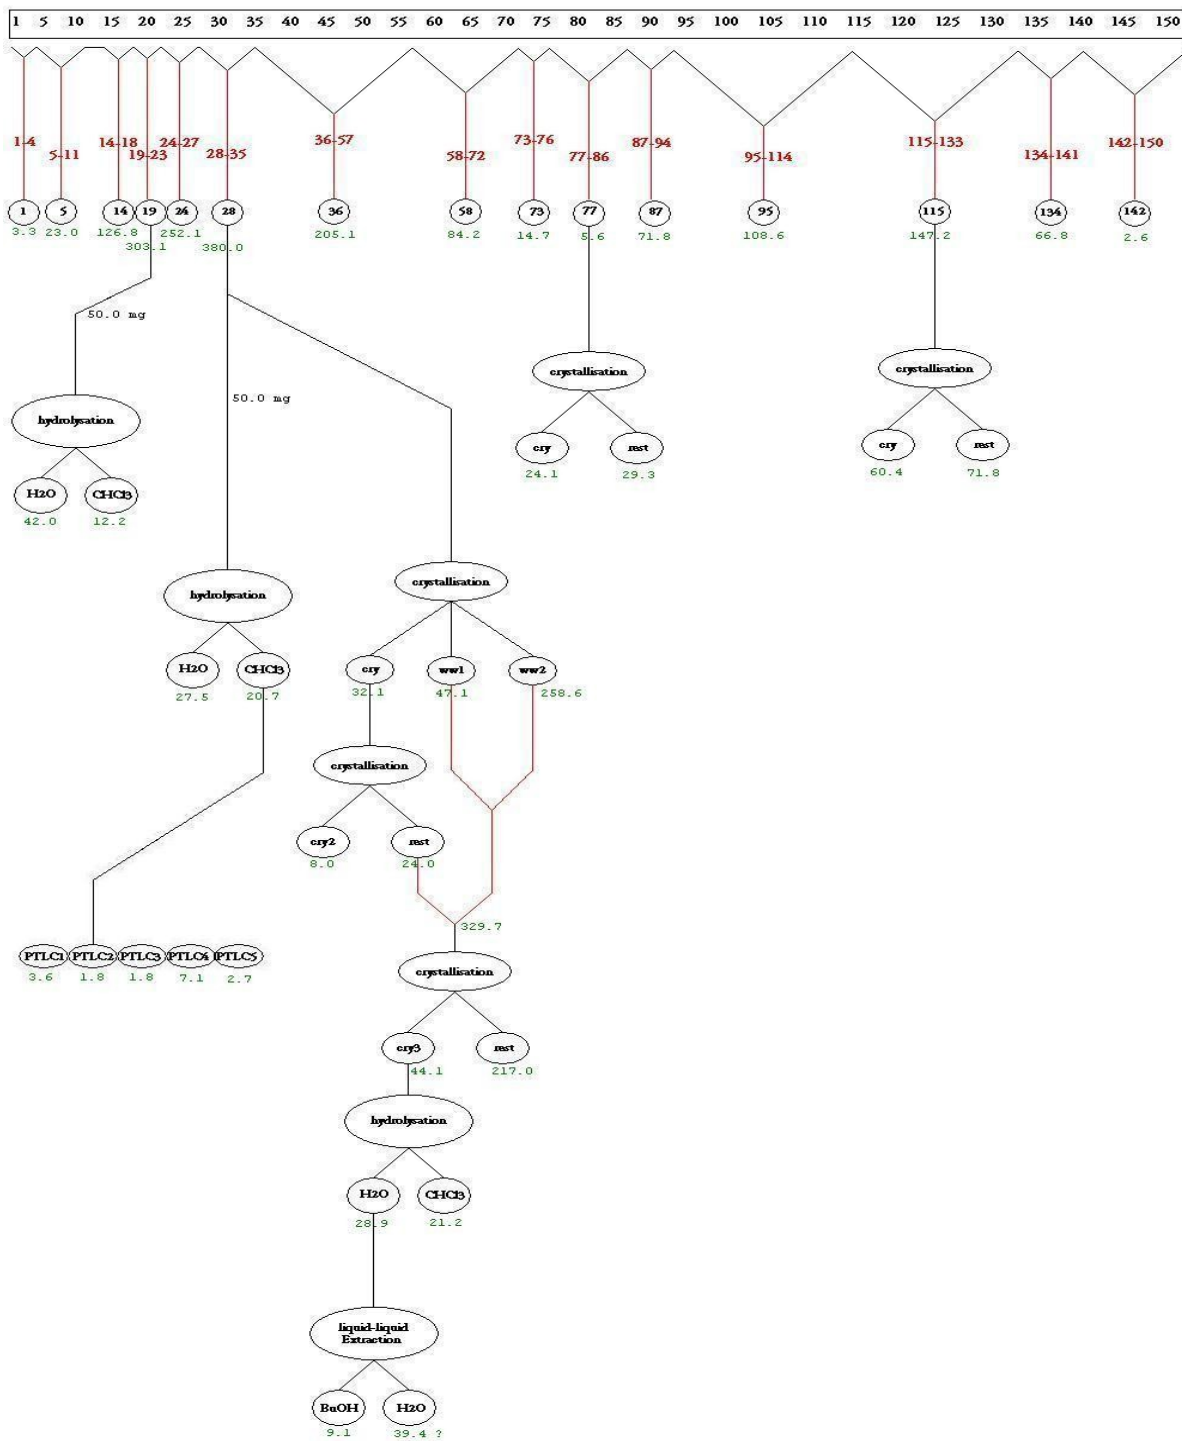 1 5 10 15 20 25 30 35 40 45 50 55 60 65 70 75 80 85 90 95 100 105 110 115 120 125 130 135 140 145 150
1-4 5-11 14-18 19-23 24-27 28-35 36-57 58-72 73-76 77-86 87-94 95-114 115-133 134-141 142-150
1 5 14 19 24 28 36 58 73 77 87 95 115 134 142
3.3 23.0 126.8 303.1 252.1 380.0 205.1 84.2 14.7 5.6 71.8 108.6 147.2 66.8 2.6
50.0 mg
crystallisation crystallisation
50.0 mg
hydrolysation
cry rest cry rest
24.1 29.3 60.4 71.8
H2O CHCl3
42.0 12.2
crystallisation
hydrolysation
H2O CHCl3 cry ww1 ww2
27.5 20.7 32.1 47.1 258.6
crystallisation
cry2 rest
8.0 24.0
329.7
PTLC1 PTLC2 PTLC3 PTLC4 PTLC5
3.6 1.8 1.8 7.1 2.7
crystallisation
cry3 rest
44.1 217.0
hydrolysation
H2O CHCl3
28.9 21.2
liquid-liquid
Extraction
BuOH H2O
9.1 39.4 ?